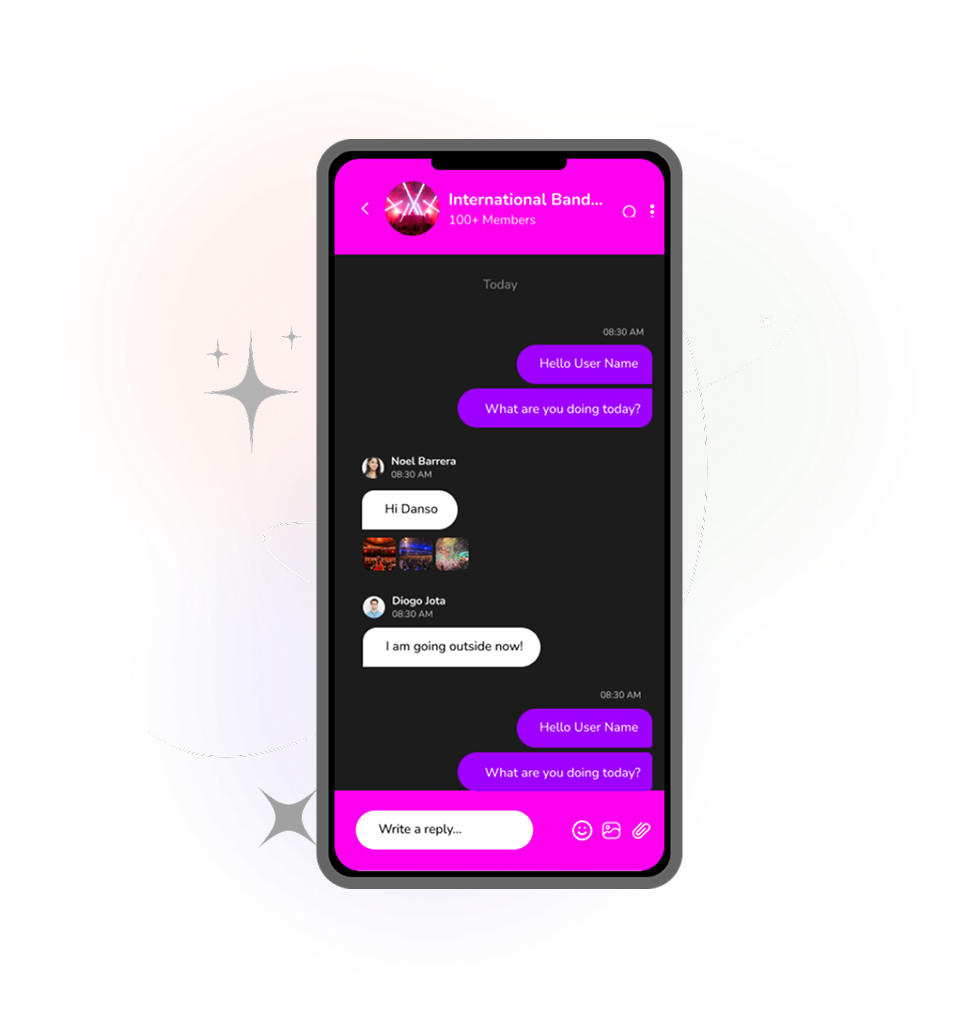 International Band...
100+ Members
Today
08:30 AM
Hello User Name
What are you doing today?
Noel Barrera
08:30 AM
Hi Danso
Diogo Jota
08:30 AM
I am going outside now!
08:30 AM
Hello User Name
What are you doing today?
Write a reply...